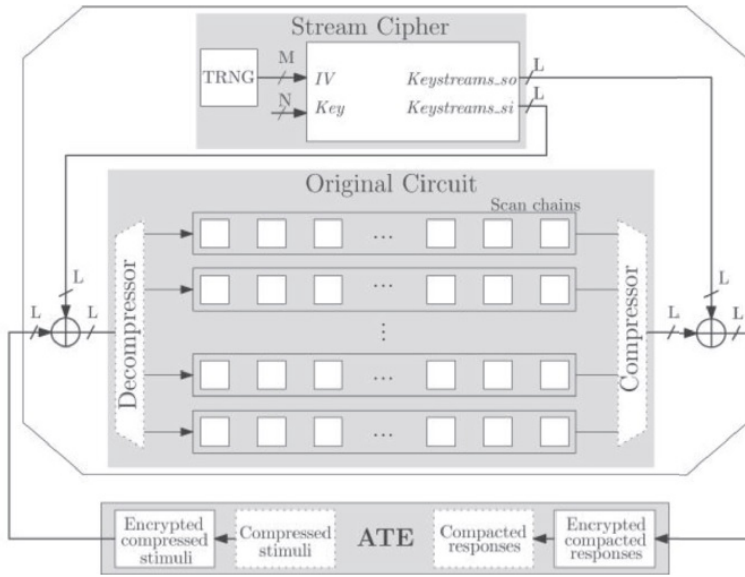 Stream Cipher
TRNG
M
N
IV
Key
Keystreams_so
Keystreams_si
L
L
Original Circuit
Scan chains
Decompressor
...
...
⋮
...
...
Compressor
L
L
L
L
L
L
Encrypted
compressed
stimuli
Compressed
stimuli
ATE
Compacted
responses
Encrypted
compacted
responses